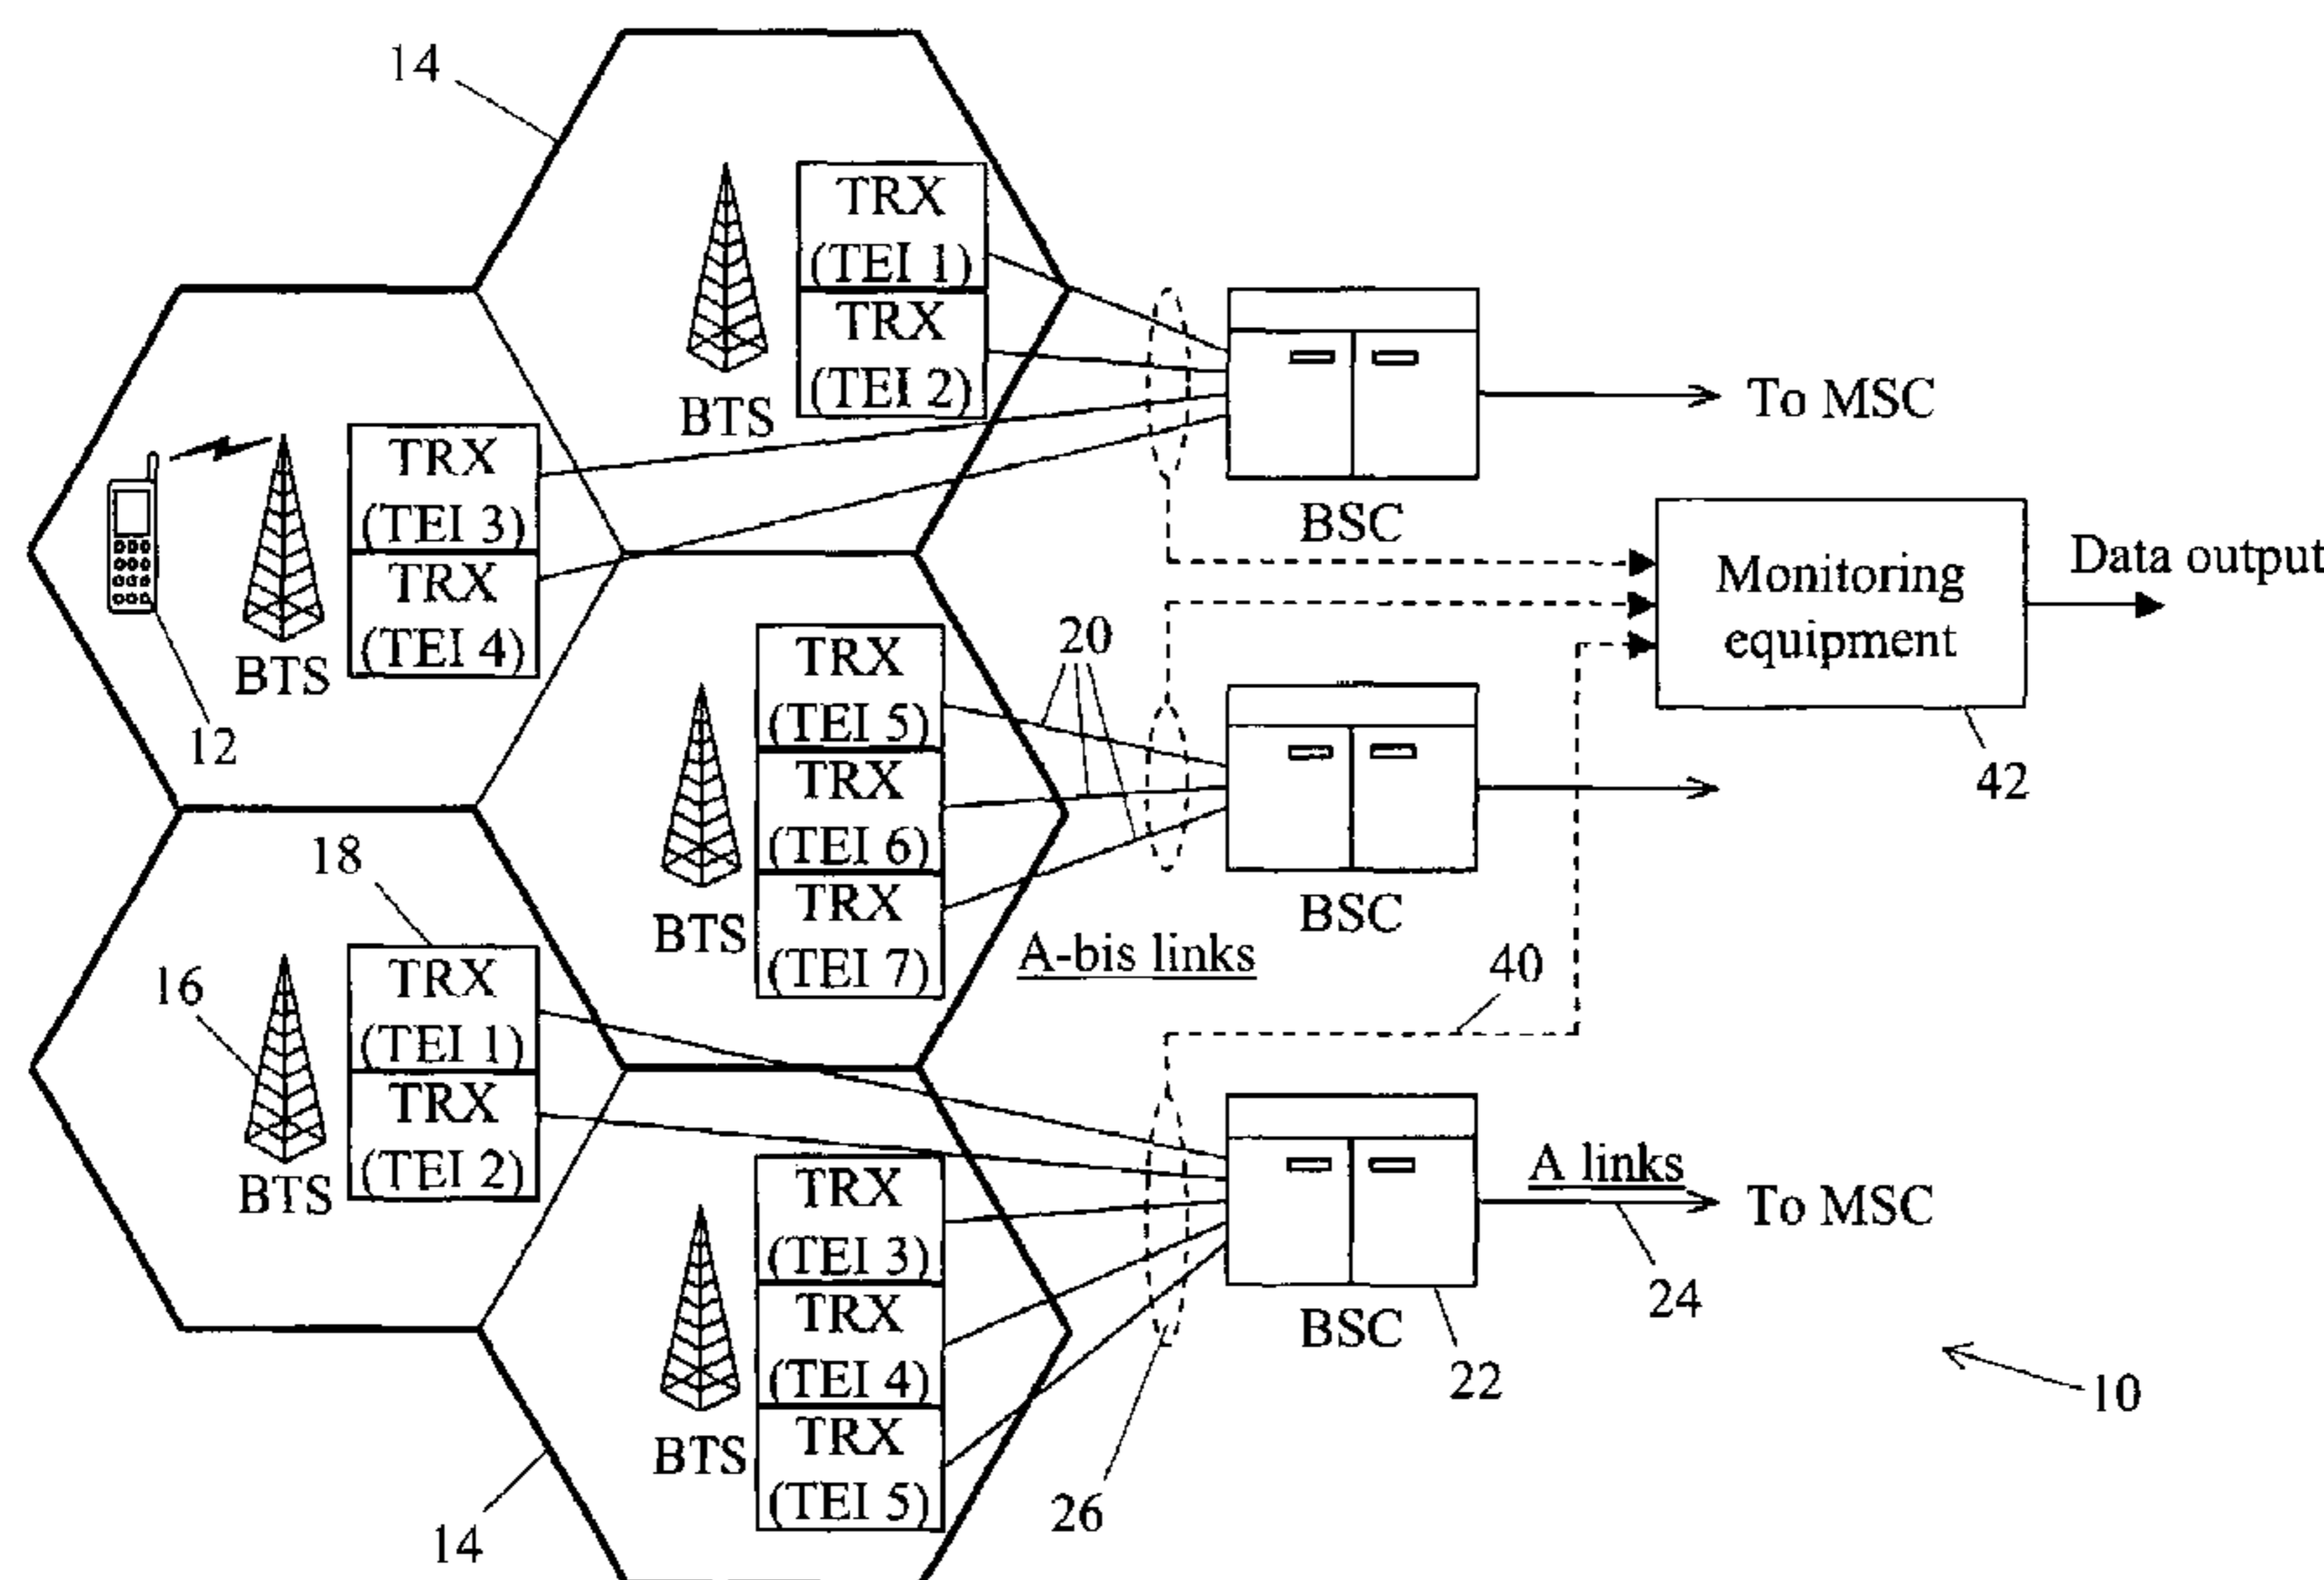 14
TRX
(TEI 1)
TRX
(TEI 2)
BTS
To MSC
BSC
TRX
(TEI 3)
TRX
(TEI 4)
BTS
12
Monitoring
equipment
Data output
42
20
TRX
(TEI 5)
TRX
(TEI 6)
TRX
(TEI 7)
BTS
BSC
A-bis links
18
16
TRX
(TEI 1)
TRX
(TEI 2)
BTS
40
A links
To MSC
24
BSC
22
TRX
(TEI 3)
TRX
(TEI 4)
TRX
(TEI 5)
BTS
26
14
10